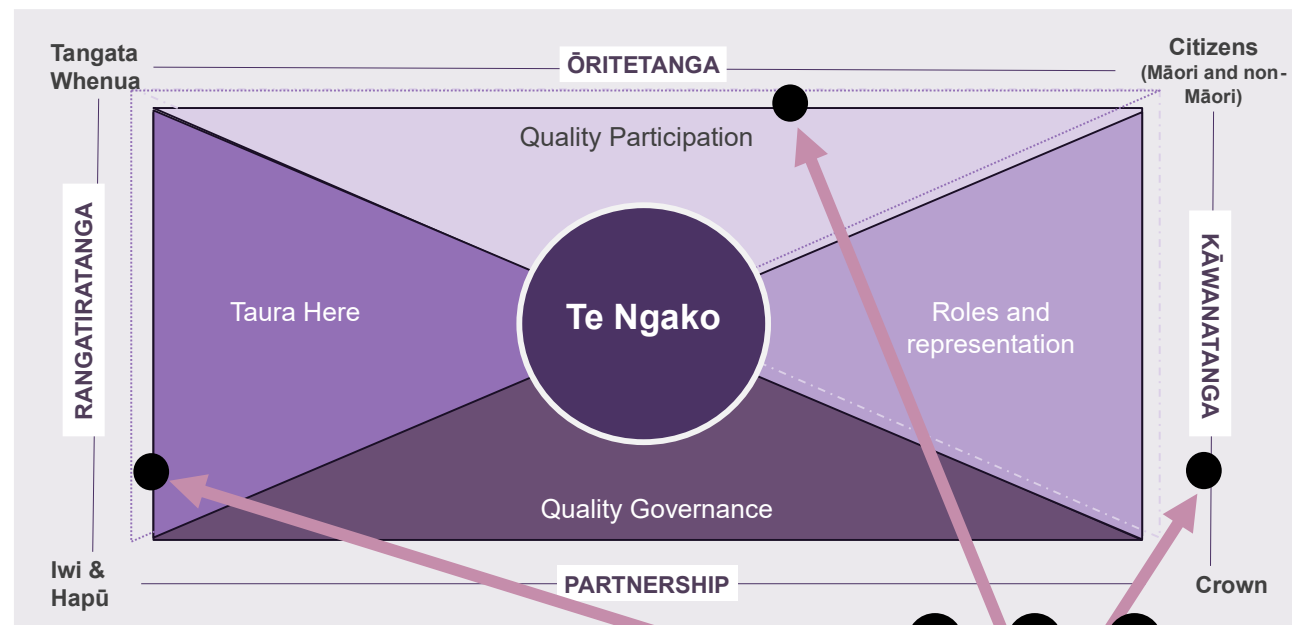 Tangata
Whenua
ŌRITETANGA
Citizens
(Māori and non-
Māori)
Quality Participation
RANGATIRATANGA
Taura Here
Te Ngako
Roles and
representation
KĀWANATANGA
Quality Governance
Iwi &
Hapū
PARTNERSHIP
Crown